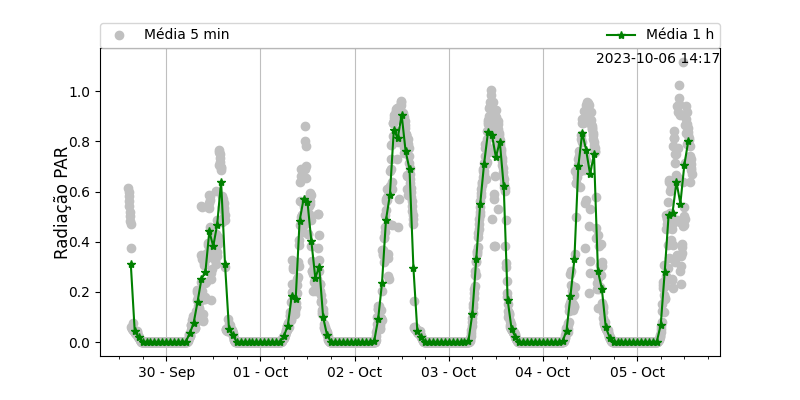 Média 5 min
Média 1 h
2023-10-06 14:17
Radiação PAR
1.0
0.8
0.6
0.4
0.2
0.0
30 - Sep
01 - Oct
02 - Oct
03 - Oct
04 - Oct
05 - Oct